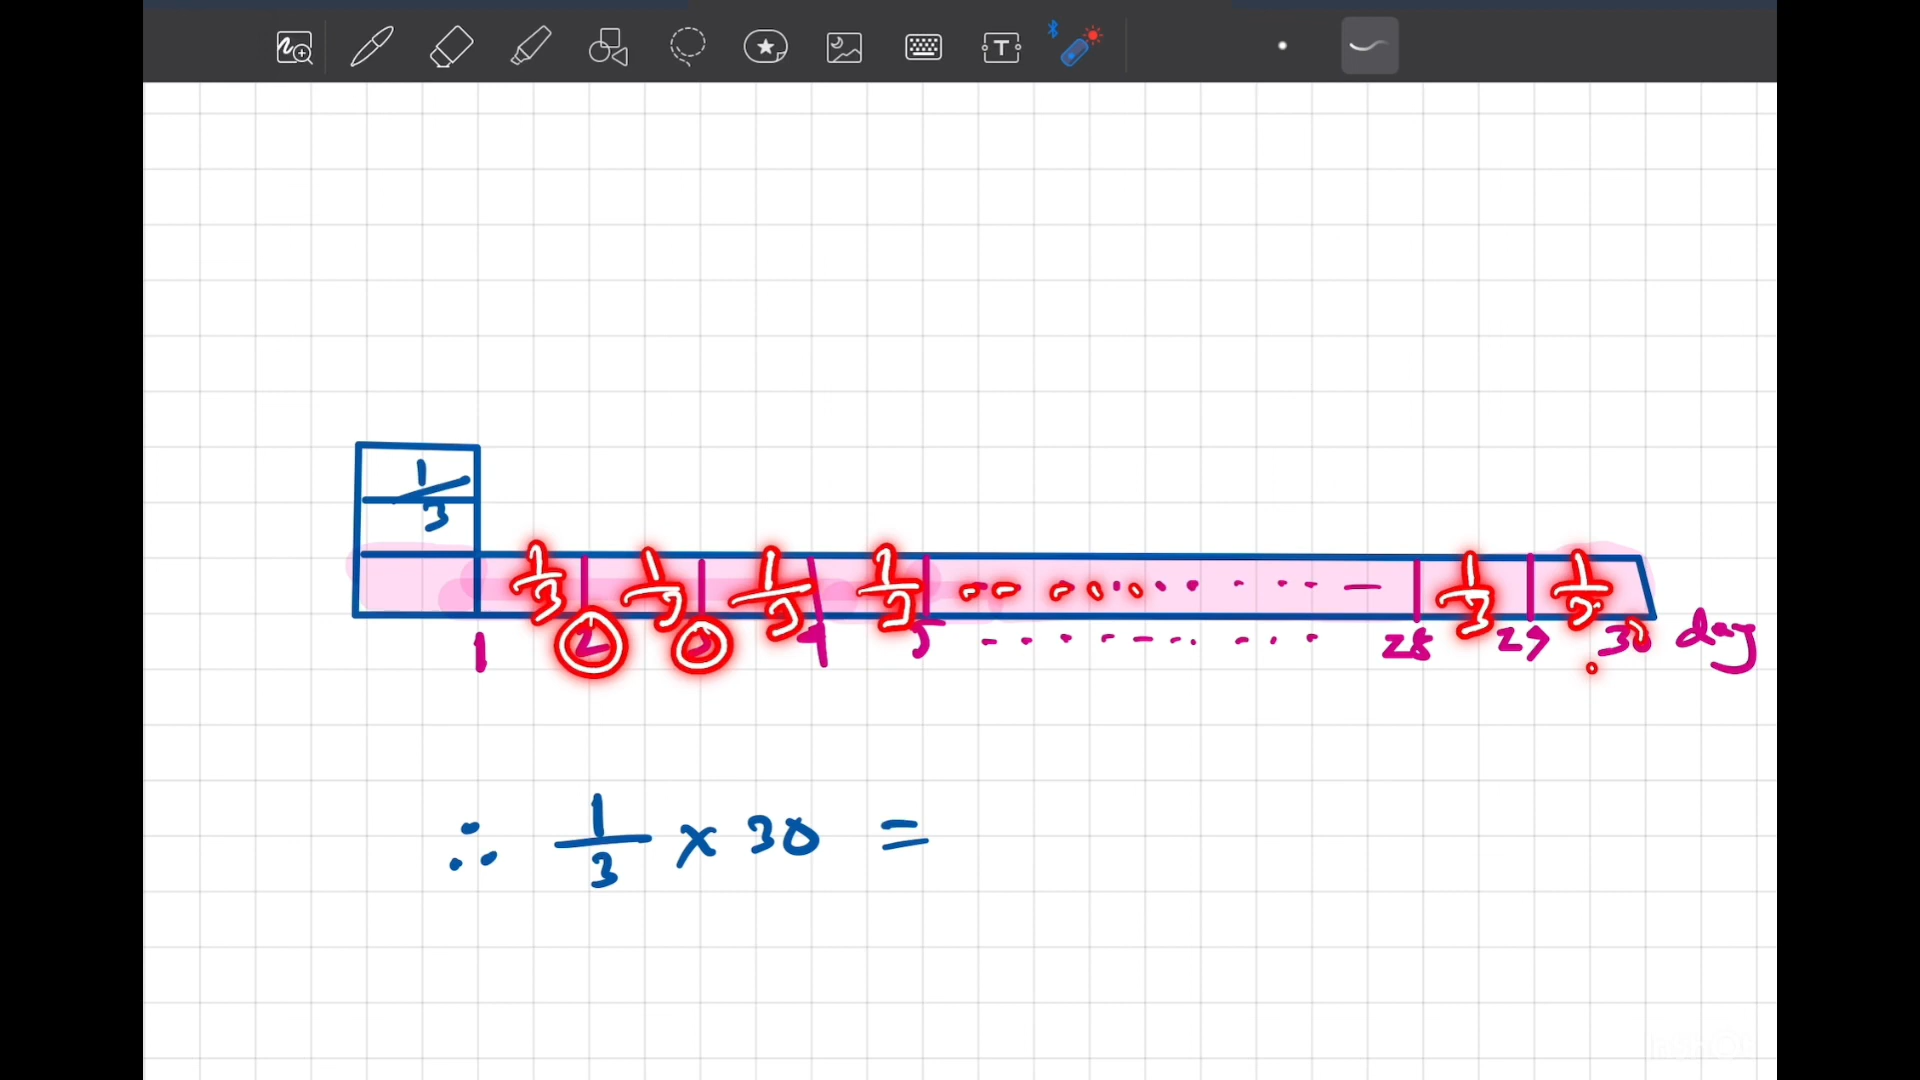 1/3
1/3 1/3 1/3 1/3 -- -- ... 1/3 1/3
1 2 3 4 5 - . - . - . . . . 28 29 30 day
∴ 1/3 x 30 =